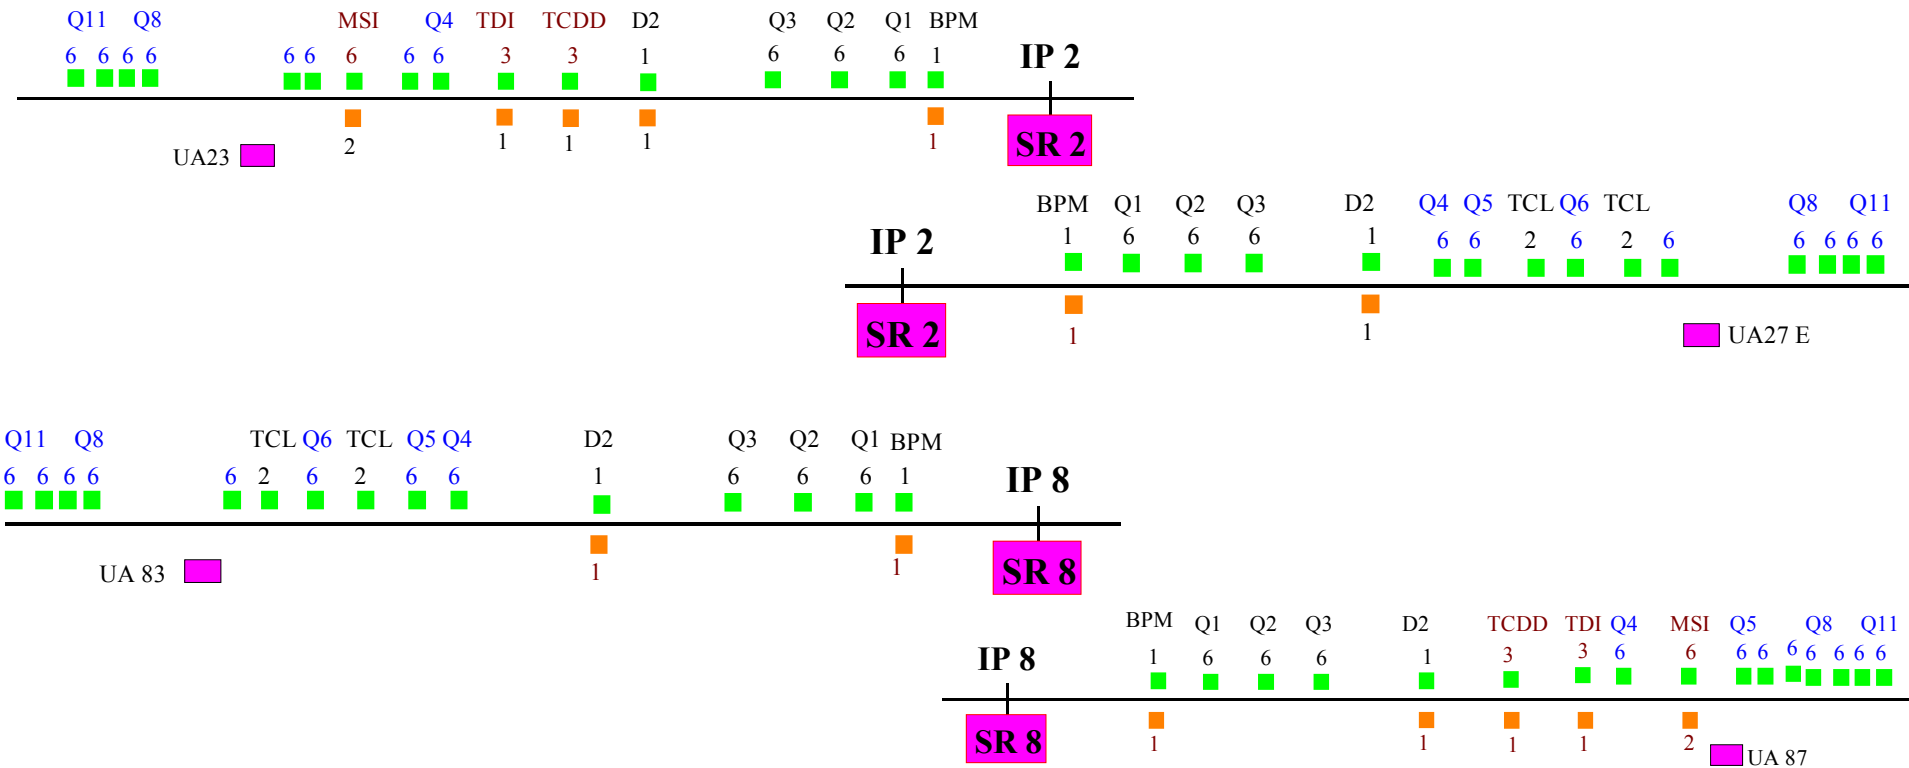 Q11 Q8 MSI Q4 TDI TCDD D2 Q3 Q2 Q1 BPM
6 6 6 6 6 6 6 6 6 3 3 1 6 6 6 1 IP 2
2 1 1 1 1 SR 2
UA23
BPM Q1 Q2 Q3 D2 Q4 Q5 TCL Q6 TCL Q8 Q11
IP 2 1 6 6 6 1 6 6 2 6 2 6 6 6 6 6
SR 2 1 1 UA27 E
Q11 Q8 TCL Q6 TCL Q5 Q4 D2 Q3 Q2 Q1 BPM
6 6 6 6 6 2 6 2 6 6 1 6 6 6 1 IP 8
UA 83 1 1 SR 8
BPM Q1 Q2 Q3 D2 TCDD TDI Q4 MSI Q5 Q8 Q11
IP 8 1 6 6 6 1 3 3 6 6 6 6 6 6 6 6 6
SR 8 1 1 1 1 2 UA 87